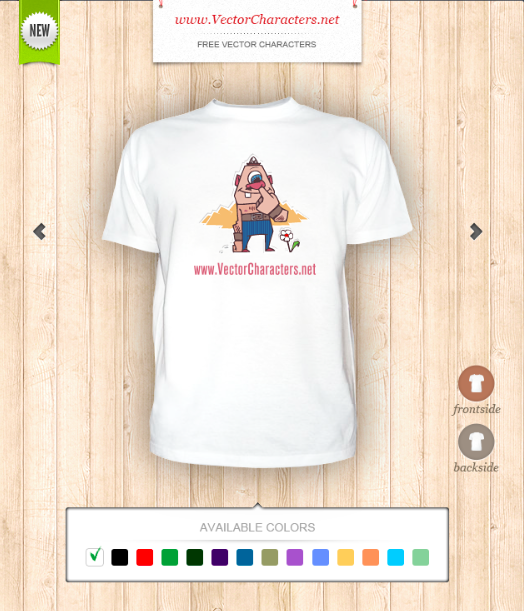 NEW
www.VectorCharacters.net
FREE VECTOR CHARACTERS
www.VectorCharacters.net
frontside
backside
AVAILABLE COLORS